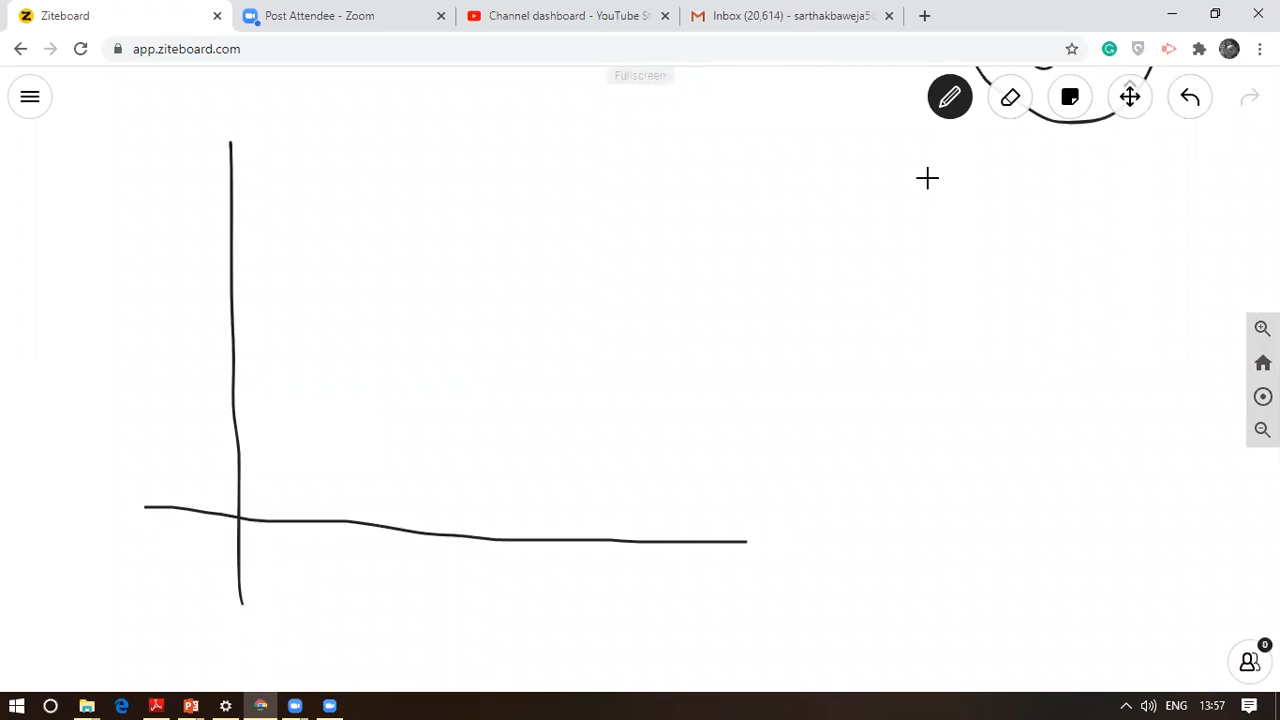 Ziteboard
Post Attendee - Zoom
Channel dashboard - YouTube St
Inbox (20,614) - sarthakbaweja5
app.ziteboard.com
Fullscreen
0
ENG
13:57